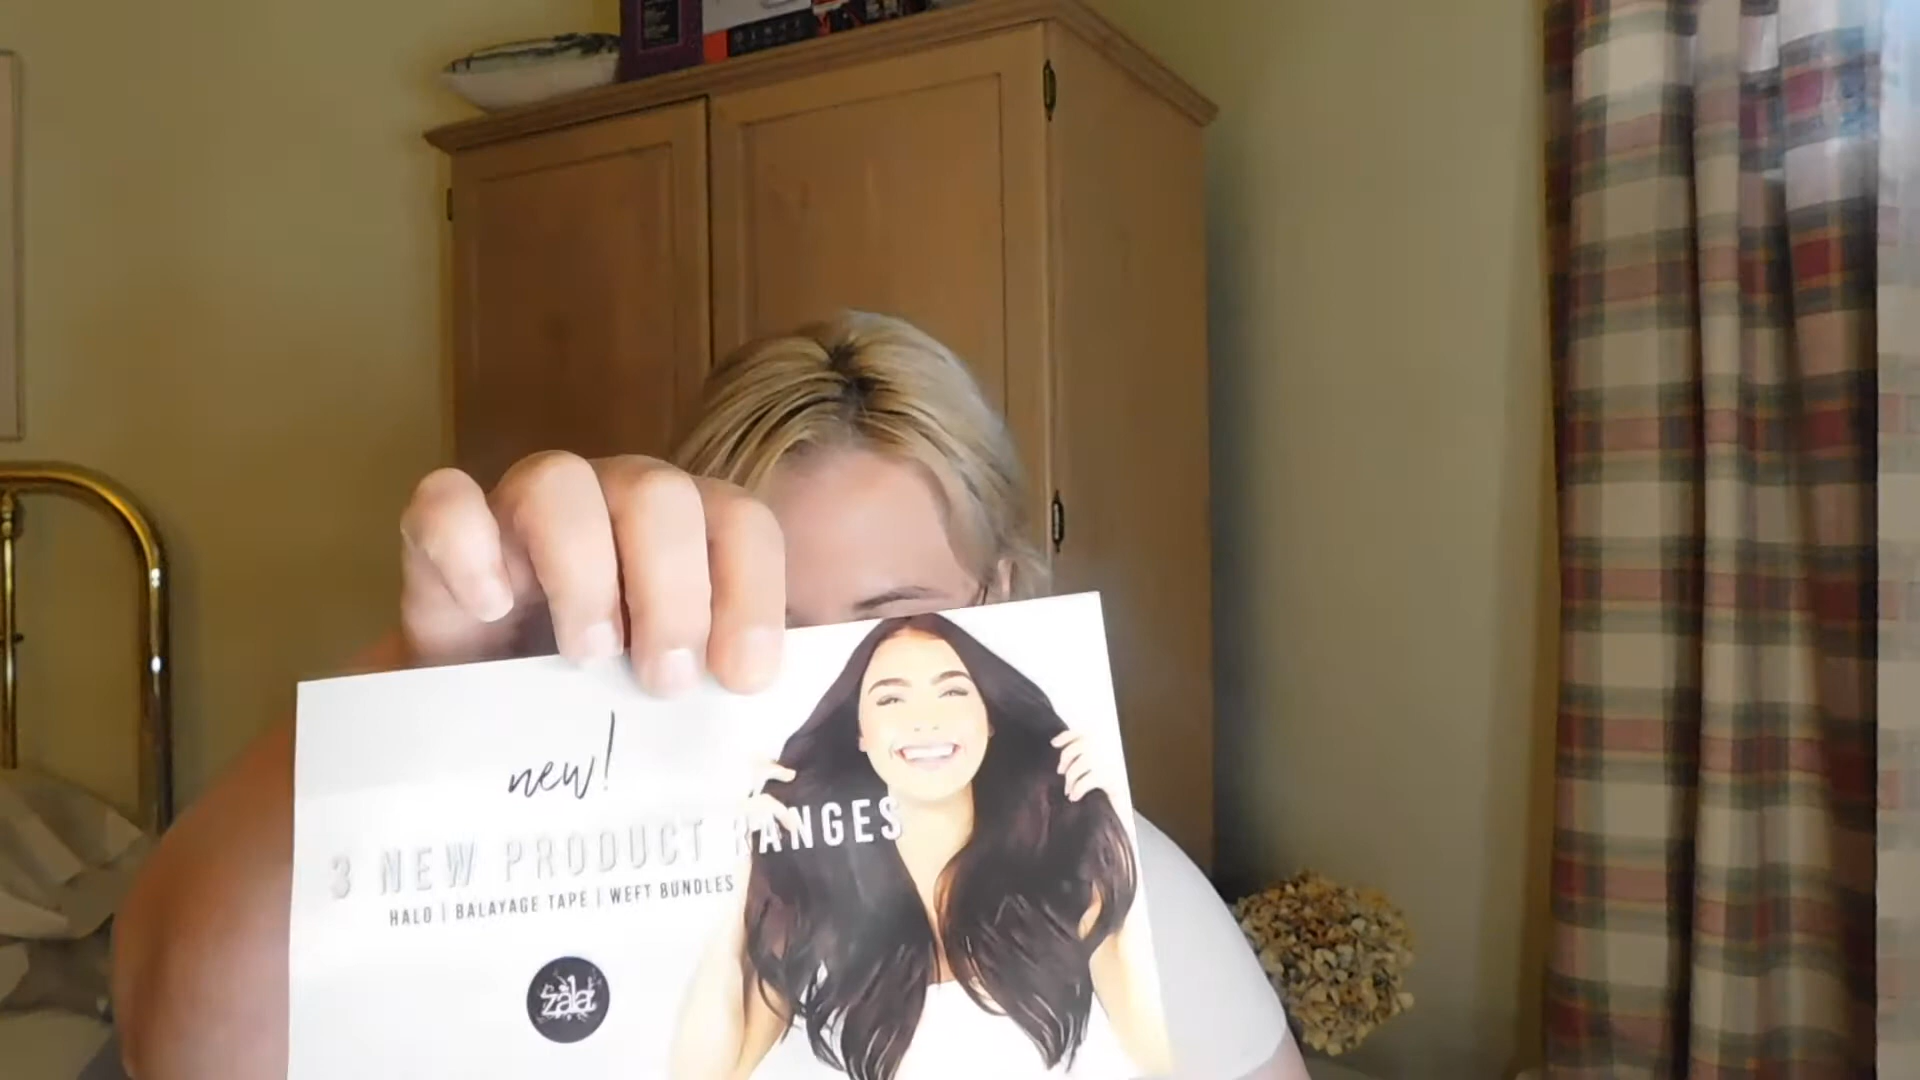 new!
3 NEW PRODUCT RANGES
HALO | BALAYAGE TAPE | WEFT BUNDLES
zala